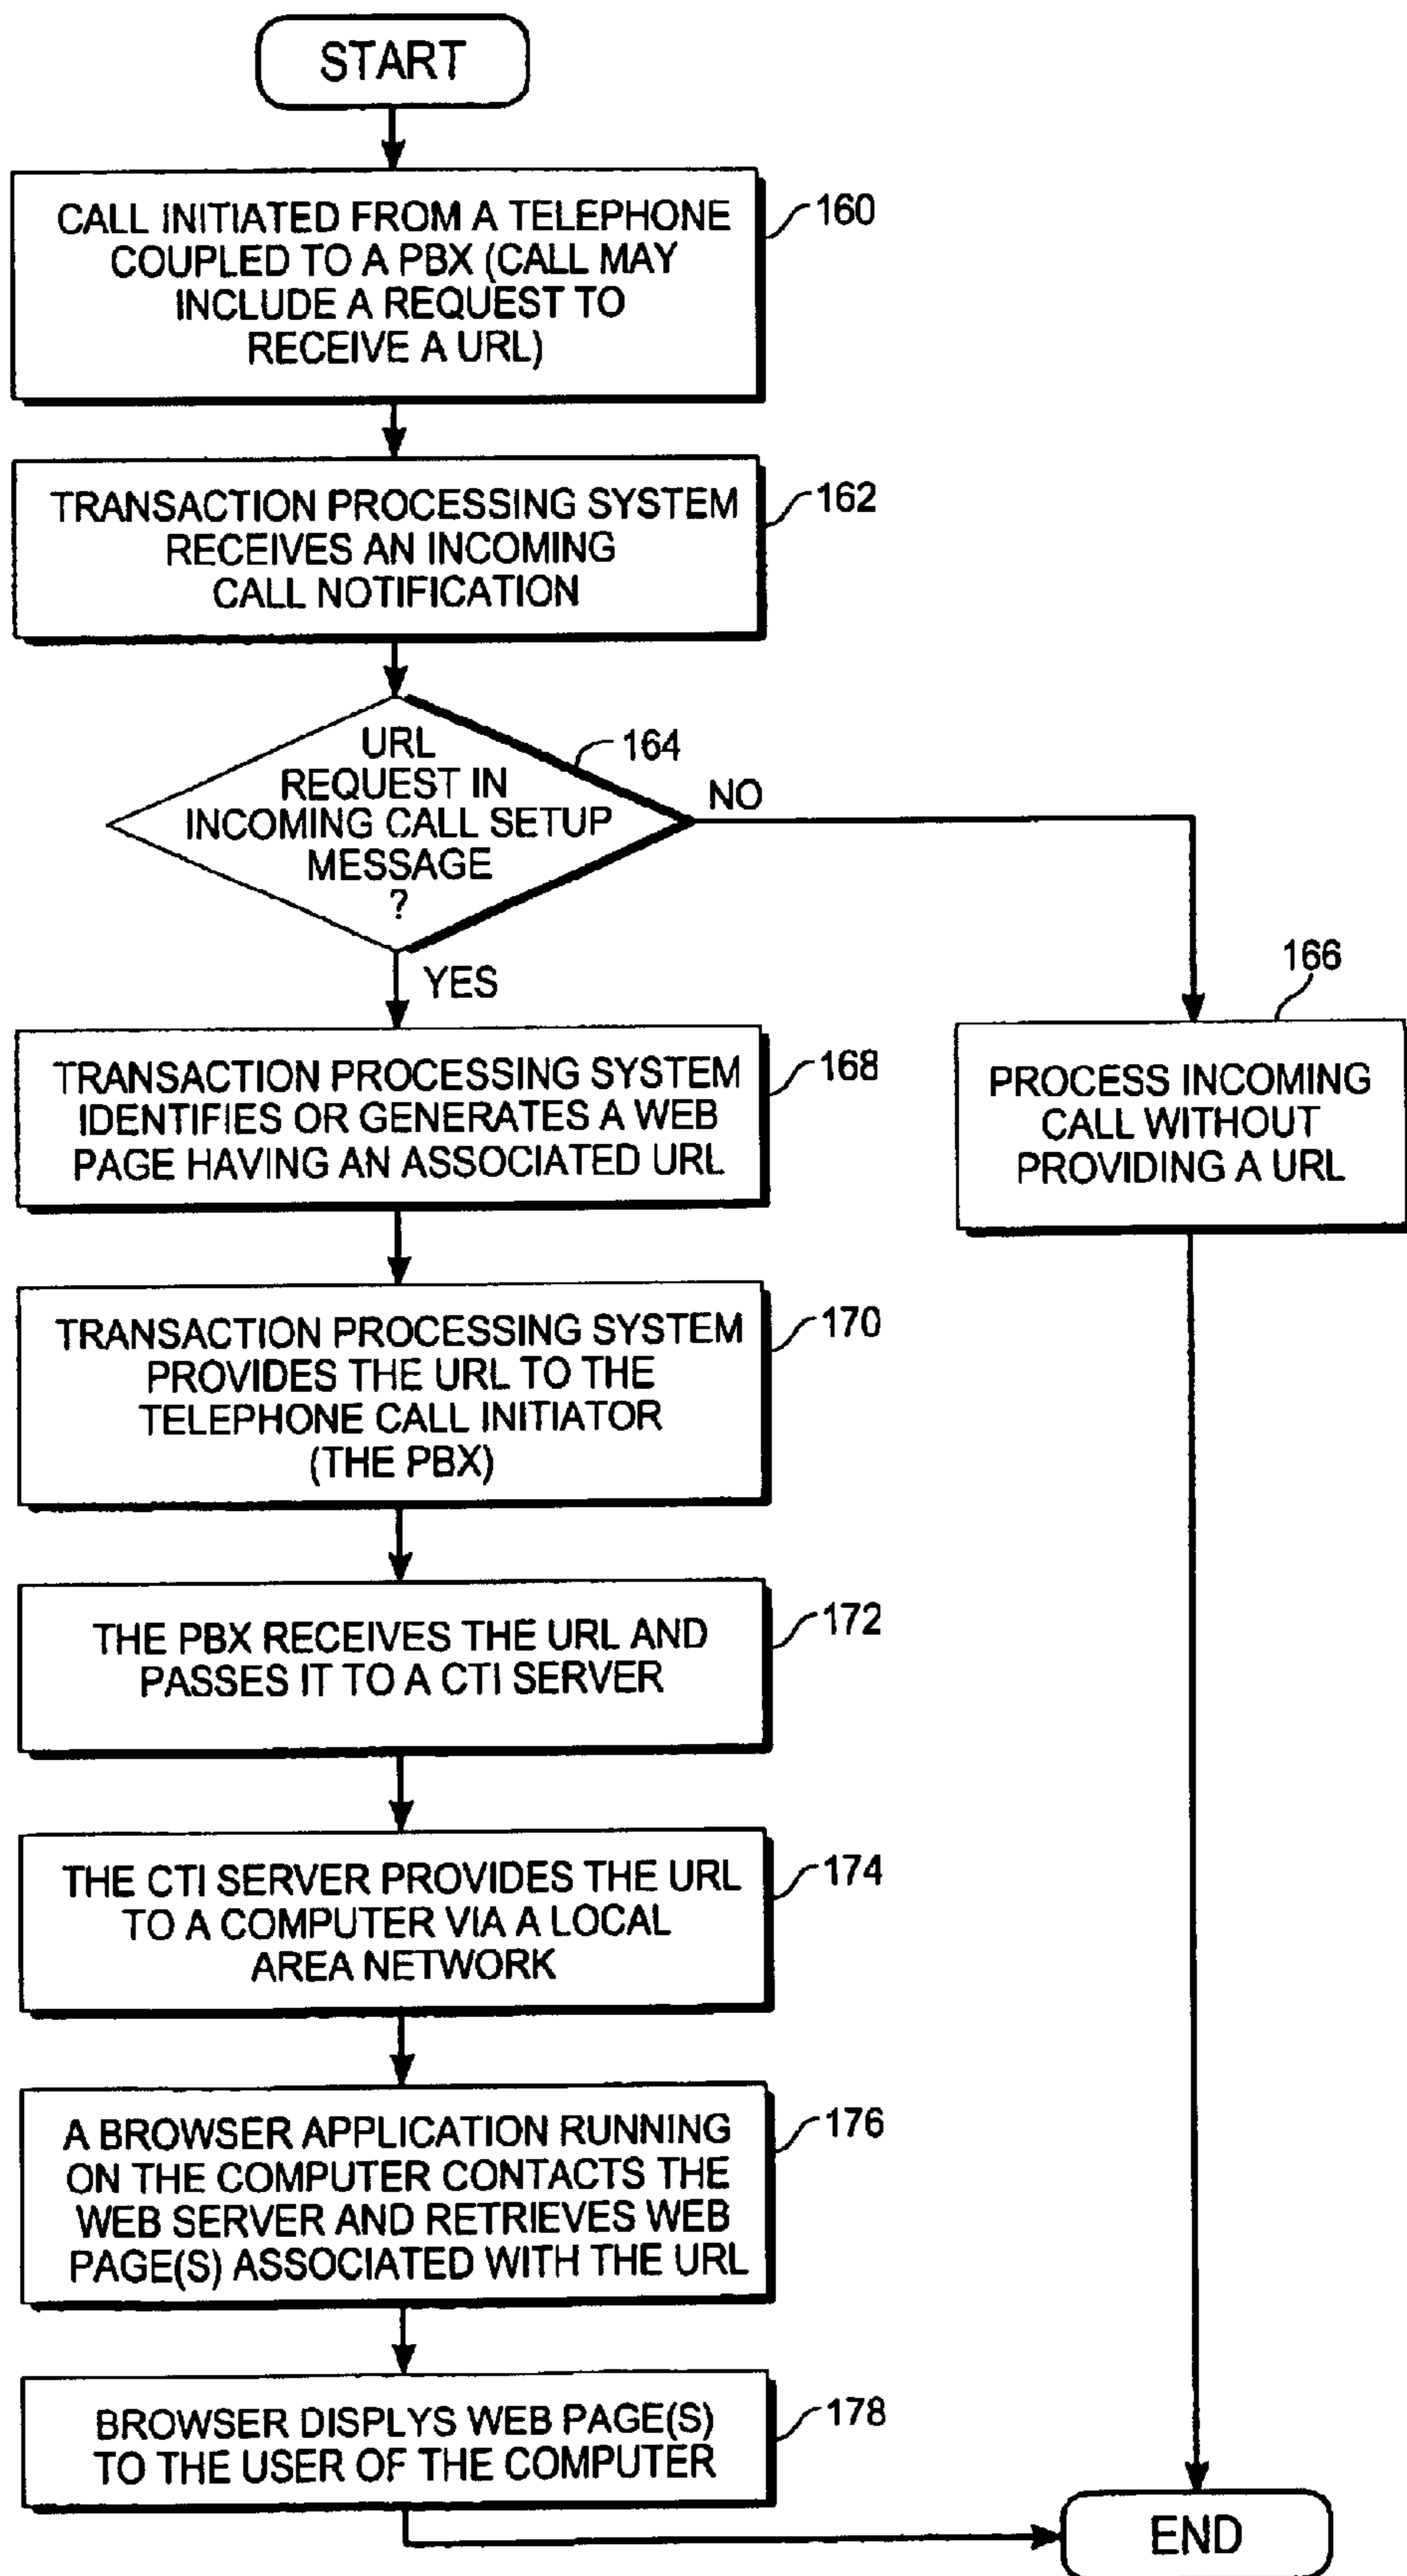 START
CALL INITIATED FROM A TELEPHONE
COUPLED TO A PBX (CALL MAY
INCLUDE A REQUEST TO
RECEIVE A URL)
160
TRANSACTION PROCESSING SYSTEM
RECEIVES AN INCOMING
CALL NOTIFICATION
162
URL
REQUEST IN
INCOMING CALL SETUP
MESSAGE
?
164
NO
YES
166
PROCESS INCOMING
CALL WITHOUT
PROVIDING A URL
TRANSACTION PROCESSING SYSTEM
IDENTIFIES OR GENERATES A WEB
PAGE HAVING AN ASSOCIATED URL
168
TRANSACTION PROCESSING SYSTEM
PROVIDES THE URL TO THE
TELEPHONE CALL INITIATOR
(THE PBX)
170
THE PBX RECEIVES THE URL AND
PASSES IT TO A CTI SERVER
172
THE CTI SERVER PROVIDES THE URL
TO A COMPUTER VIA A LOCAL
AREA NETWORK
174
A BROWSER APPLICATION RUNNING
ON THE COMPUTER CONTACTS THE
WEB SERVER AND RETRIEVES WEB
PAGE(S) ASSOCIATED WITH THE URL
176
BROWSER DISPLYS WEB PAGE(S)
TO THE USER OF THE COMPUTER
178
END